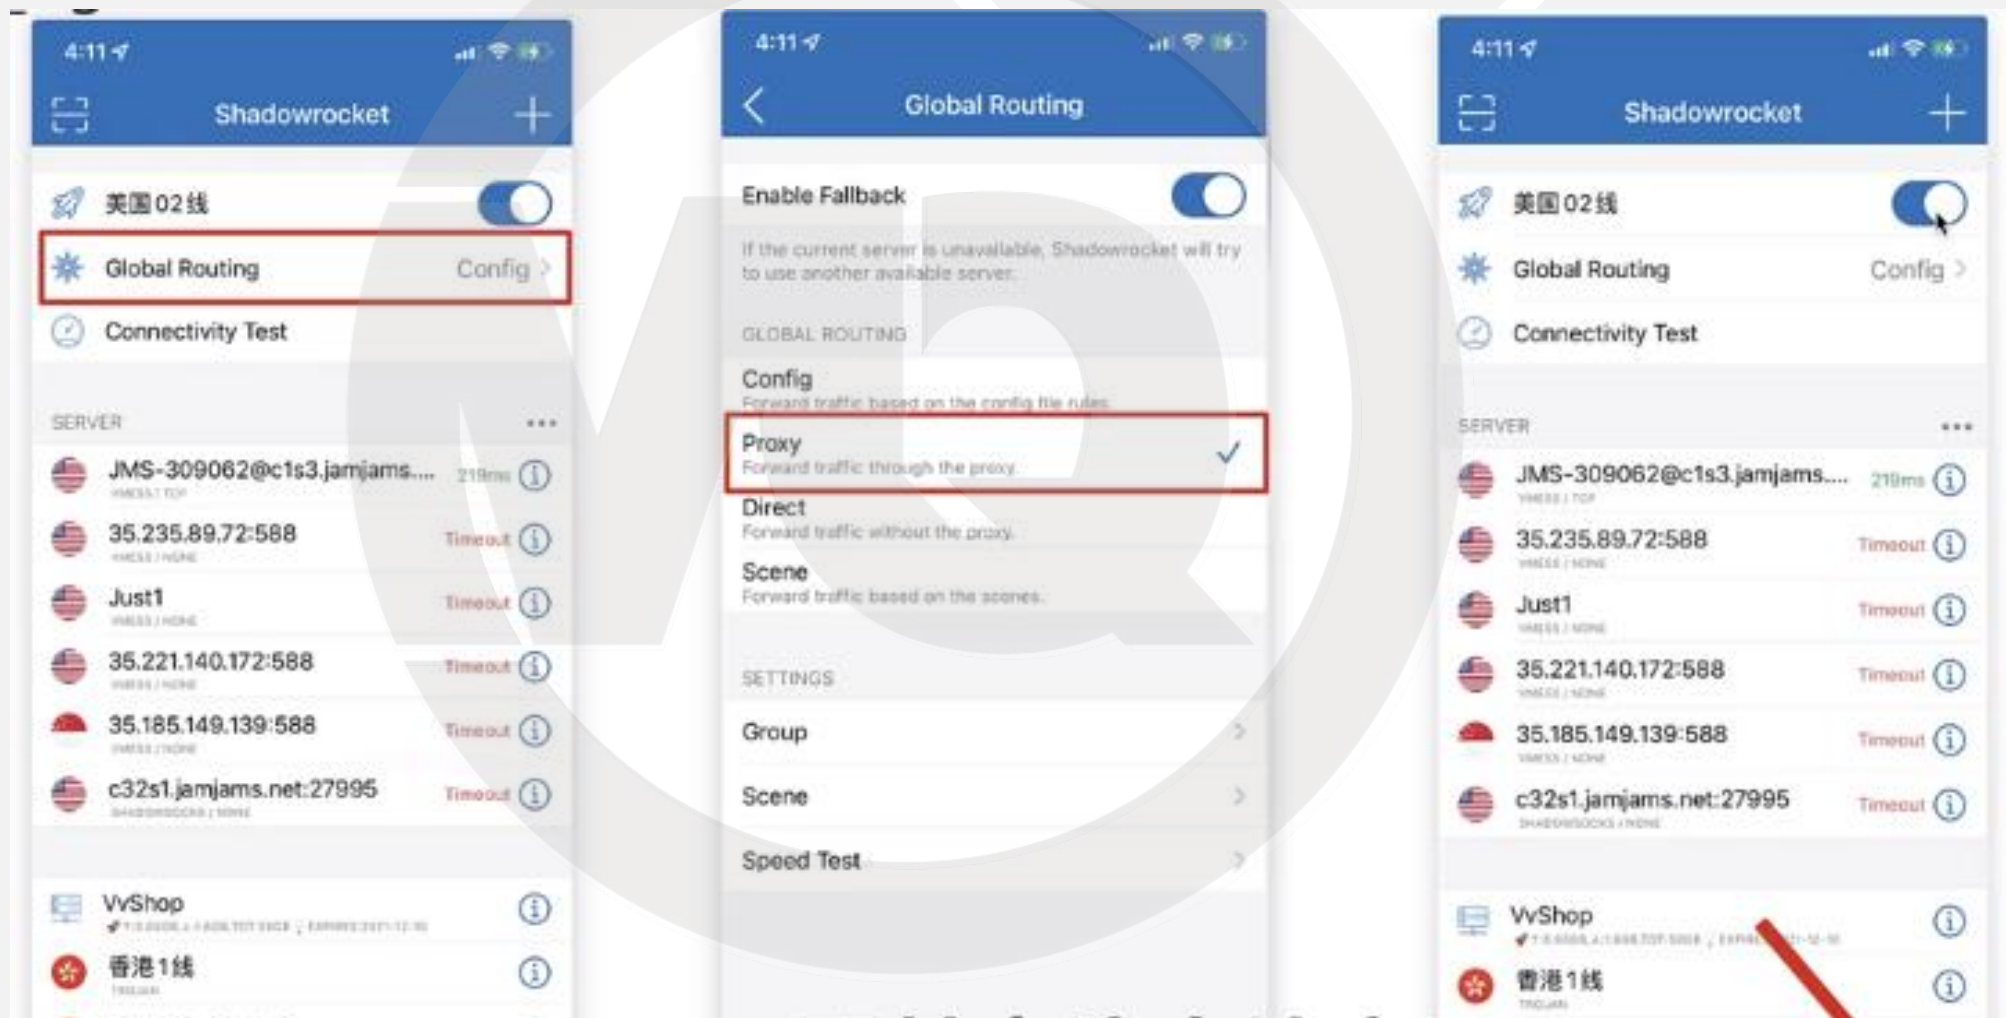 4:11
Shadowrocket
美国02线
Global Routing
Config
Connectivity Test
SERVER
JMS-309062@c1s3.jamjams....
219ms
35.235.89.72:588
Timeout
Just1
Timeout
35.221.140.172:588
Timeout
35.185.149.139:588
Timeout
c32s1.jamjams.net:27995
Timeout
VvShop
香港1线
4:11
Global Routing
Enable Fallback
If the current server is unavailable, Shadowrocket will try
to use another available server.
GLOBAL ROUTING
Config
Forward traffic based on the config file rules.
Proxy
Forward traffic through the proxy.
Direct
Forward traffic without the proxy.
Scene
Forward traffic based on the scenes.
SETTINGS
Group
Scene
Speed Test
4:11
Shadowrocket
美国02线
Global Routing
Config
Connectivity Test
SERVER
JMS-309062@c1s3.jamjams....
219ms
35.235.89.72:588
Timeout
Just1
Timeout
35.221.140.172:588
Timeout
35.185.149.139:588
Timeout
c32s1.jamjams.net:27995
Timeout
VvShop
香港1线